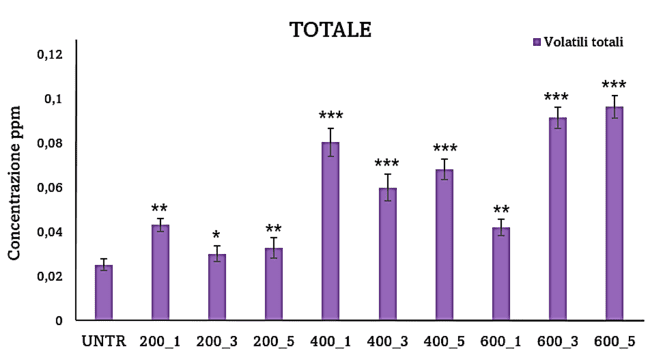 TOTALE
Volatili totali
Concentrazione ppm
0,12
0,1
0,08
0,06
0,04
0,02
0
** * ** *** *** *** ** *** ***
UNTR 200_1 200_3 200_5 400_1 400_3 400_5 600_1 600_3 600_5